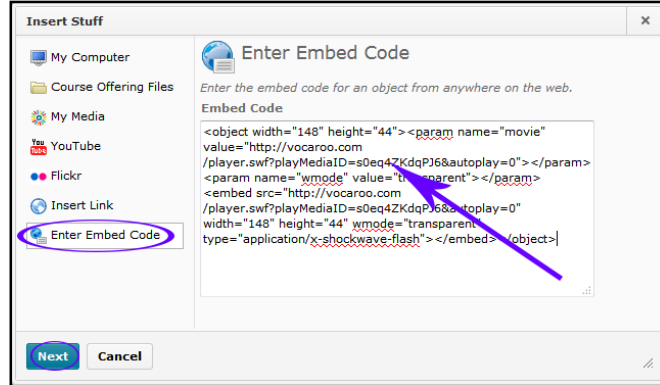 Insert Stuff
x
My Computer
Course Offering Files
My Media
You Tube YouTube
Flickr
Insert Link
Enter Embed Code
Enter Embed Code
Enter the embed code for an object from anywhere on the web.
Embed Code
<object width="148" height="44"><param name="movie"
value="http://vocaroo.com
/player.swf?playMediaID=s0eq4ZKdqPJ6&autoplay=0"></param>
<param name="wmode" value="transparent"></param>
<embed src="http://vocaroo.com
/player.swf?playMediaID=s0eq4ZKdqPJ6&autoplay=0"
width="148" height="44" wmode="transparent"
type="application/x-shockwave-flash"></embed></object>
Next
Cancel